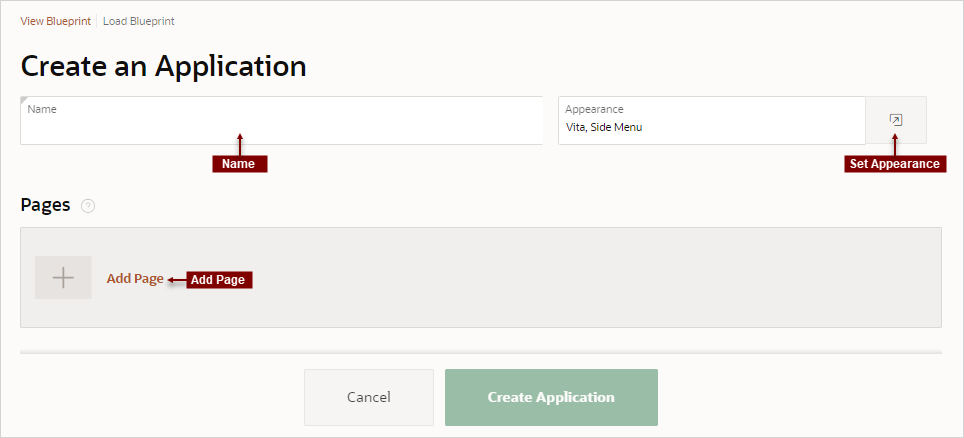 View Blueprint Load Blueprint
Create an Application
Name Appearance
Vita, Side Menu
Name Set Appearance
Pages ?
Add Page Add Page
Cancel Create Application